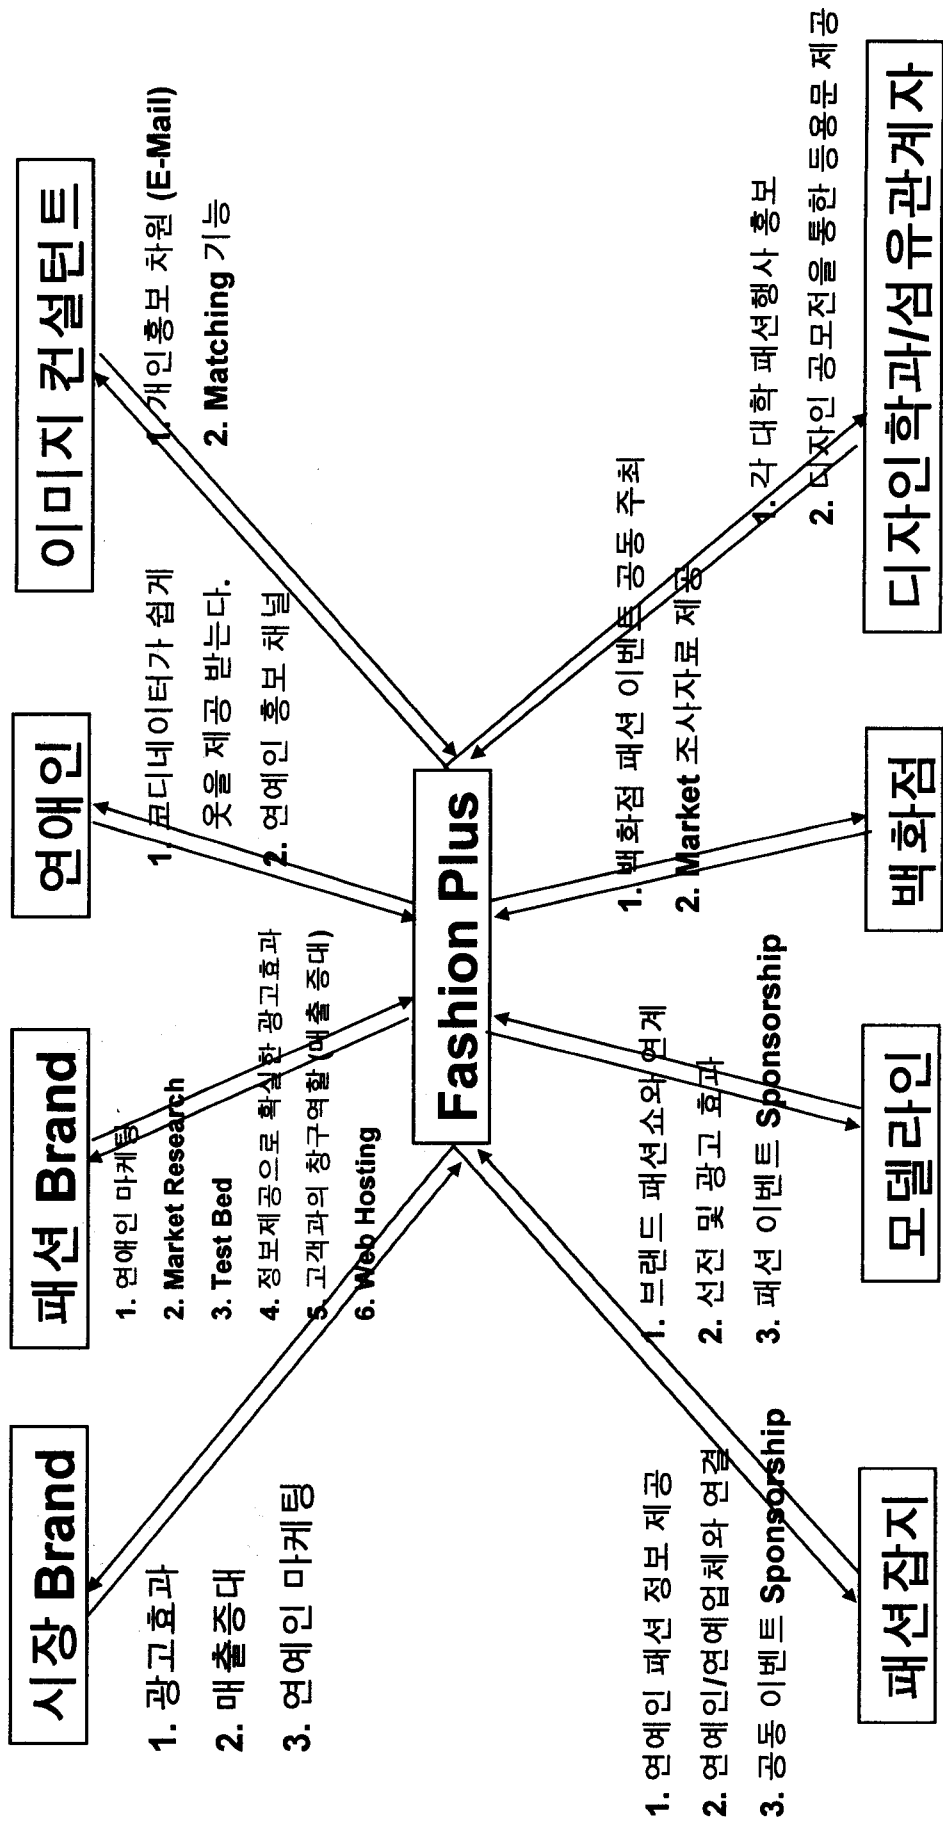 시장 Brand
패션 Brand
연애인
이미지 컨설턴트
1. 광고효과
2. 매출증대
3. 연예인 마케팅
1. 연애인 마케팅
2. Market Research
3. Test Bed
4. 정보제공으로 확실한 광고효과
5. 고객과의 창구역할 (매출 증대)
6. Web Hosting
1. 코디네이터가 쉽게
옷을 제공 받는다.
2. 연예인 홍보 채널
1. 개인홍보 차원 (E-Mail)
2. Matching 기능
Fashion Plus
1. 연예인 패션 정보 제공
2. 연예인/연예업체와 연결
3. 공동 이벤트 Sponsorship
1. 브랜드 패션쇼와 연계
2. 선전 및 광고 효과
3. 패션 이벤트 Sponsorship
1. 백화점 패션 이벤트 공동 주최
2. Market 조사자료 제공
1. 각 대학 패션행사 홍보
2. 디자인 공모전을 통한 등용문 제공
패션잡지
모델라인
백화점
디자인학과/섬유관계자